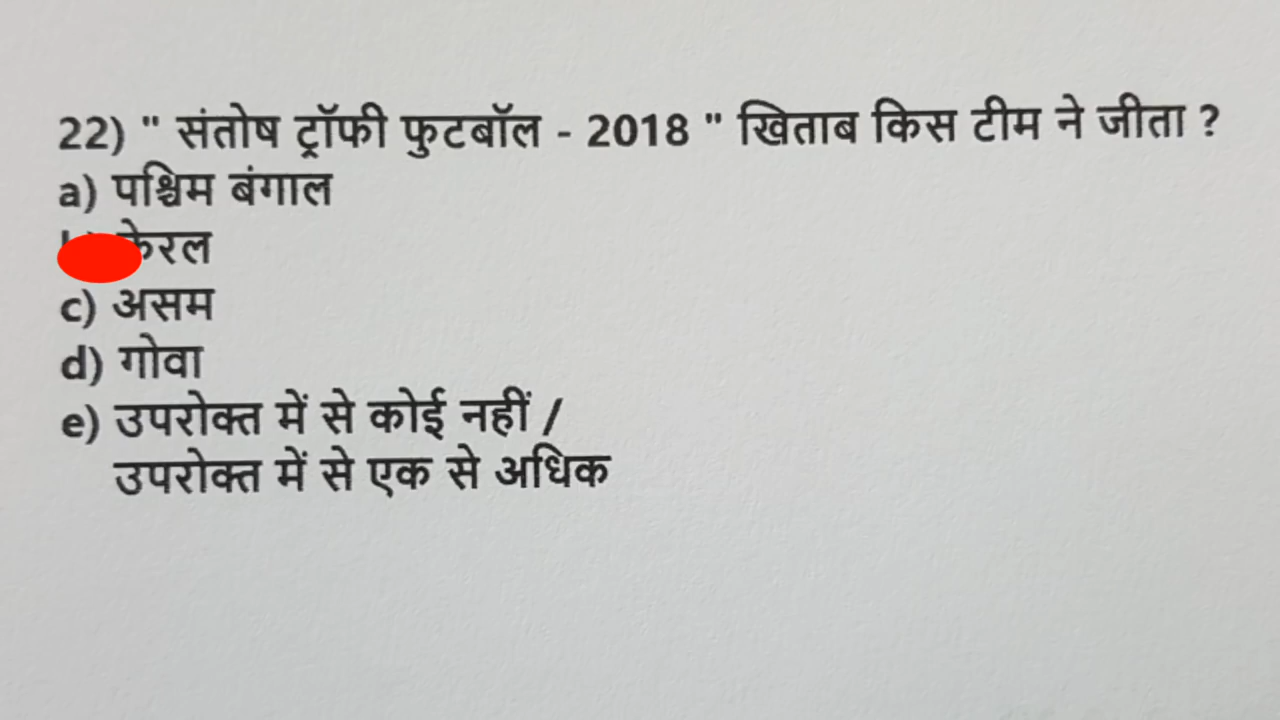 22) " संतोष ट्रॉफी फुटबॉल - 2018 " खिताब किस टीम ने जीता ?
a) पश्चिम बंगाल
केरल
c) असम
d) गोवा
e) उपरोक्त में से कोई नहीं /
उपरोक्त में से एक से अधिक